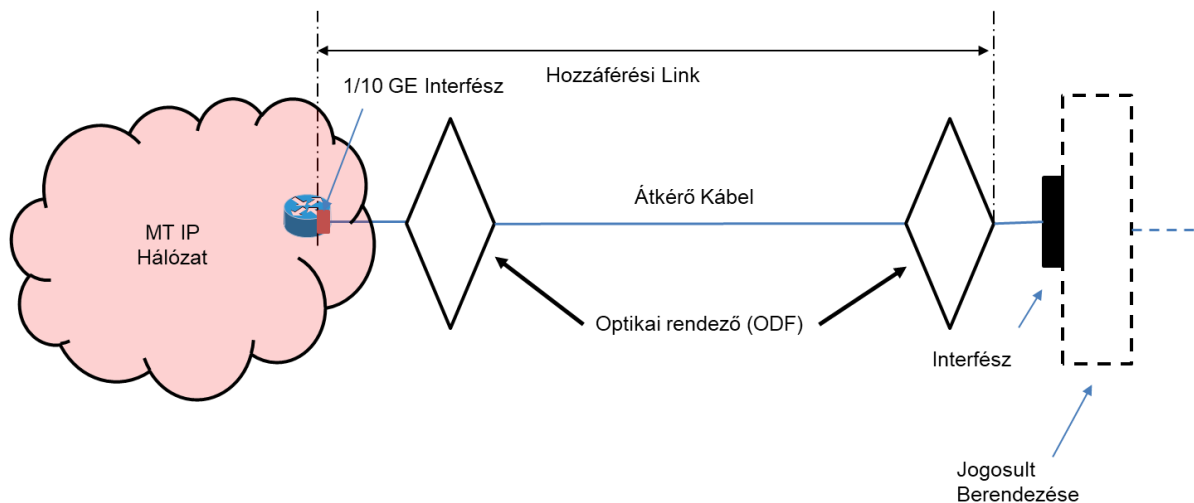 Hozzáférési Link
1/10 GE Interfész
Átkérő Kábel
MT IP
Hálózat
Optikai rendező (ODF)
Interfész
Jogosult
Berendezése